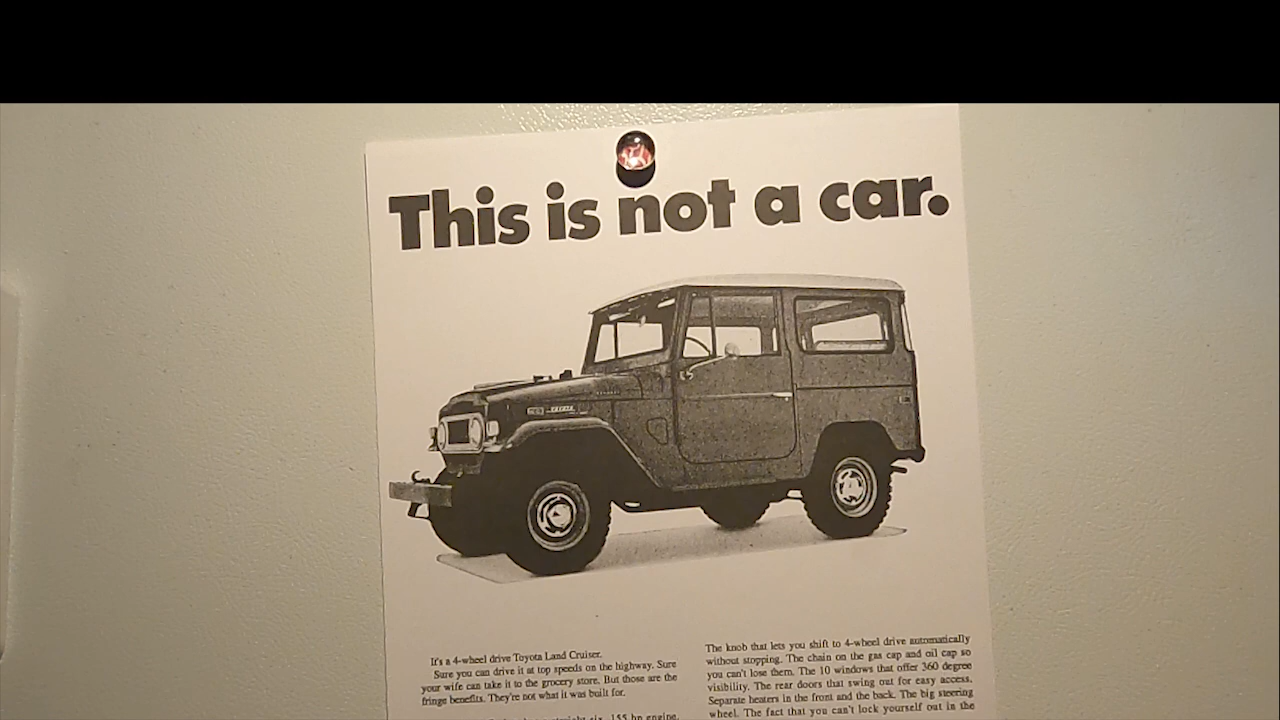 This is not a car.
It's a 4-wheel drive Toyota Land Cruiser.
Sure you can drive it at top speeds on the highway. Sure
your wife can take it to the grocery store. But those are the
fringe benefits. They're not what it was built for.
straight six, 155 hp engine.
The knob that lets you shift to 4-wheel drive automatically
without stopping. The chain on the gas cap and oil cap so
you can't lose them. The 10 windows that offer 360 degree
visibility. The rear doors that swing out for easy access.
Separate heaters in the front and the back. The big steering
wheel. The fact that you can't lock yourself out in the